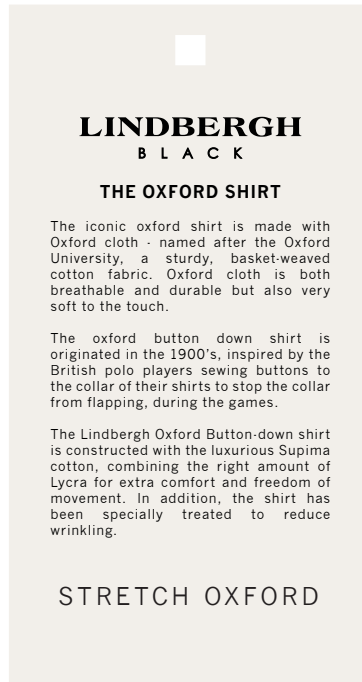 LINDBERGH
BLACK
THE OXFORD SHIRT
The iconic oxford shirt is made with
Oxford cloth - named after the Oxford
University, a sturdy, basket-weaved
cotton fabric. Oxford cloth is both
breathable and durable but also very
soft to the touch.
The oxford button down shirt is
originated in the 1900's, inspired by the
British polo players sewing buttons to
the collar of their shirts to stop the collar
from flapping, during the games.
The Lindbergh Oxford Button-down shirt
is constructed with the luxurious Supima
cotton, combining the right amount of
Lycra for extra comfort and freedom of
movement. In addition, the shirt has
been specially treated to reduce
wrinkling.
STRETCH OXFORD